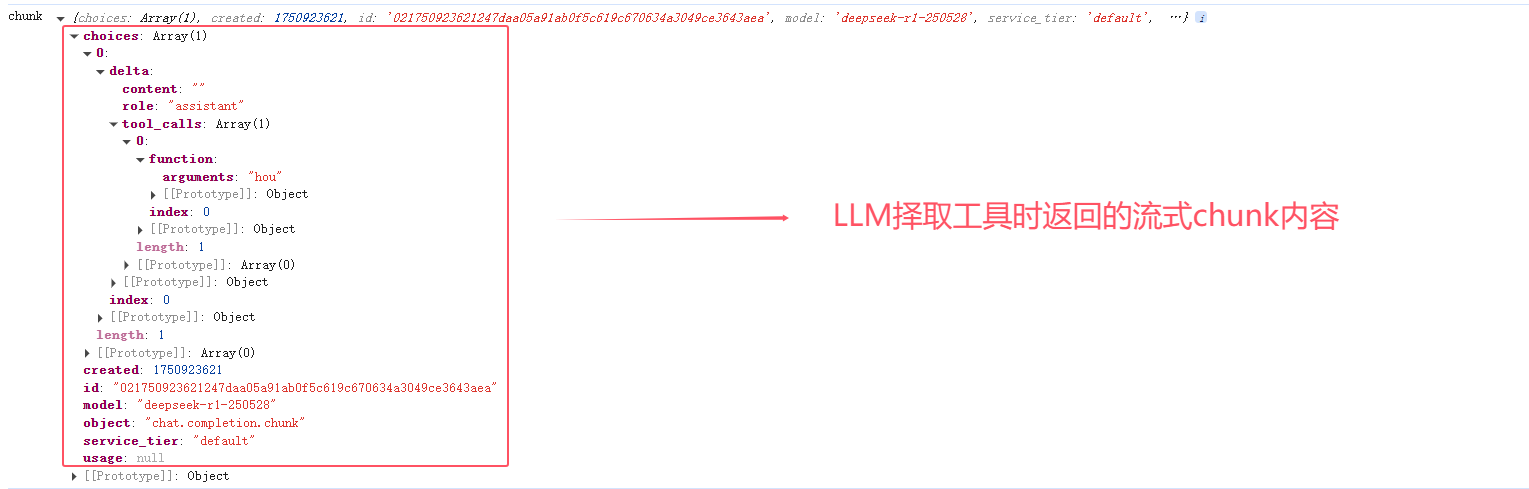 chunk {choices: Array(1), created: 1750923621, id: '021750923621247daa05a91ab0f5c619c670634a3049ce3643aea', model: 'deepseek-r1-250528', service_tier: 'default', …} i
choices: Array(1)
0:
delta:
content: ""
role: "assistant"
tool_calls: Array(1)
0:
function:
arguments: "hou"
[[Prototype]]: Object
index: 0
[[Prototype]]: Object
length: 1
[[Prototype]]: Array(0)
[[Prototype]]: Object
index: 0
[[Prototype]]: Object
length: 1
[[Prototype]]: Array(0)
created: 1750923621
id: "021750923621247daa05a91ab0f5c619c670634a3049ce3643aea"
model: "deepseek-r1-250528"
object: "chat.completion.chunk"
service_tier: "default"
usage: null
[[Prototype]]: Object
LLM择取工具时返回的流式chunk内容